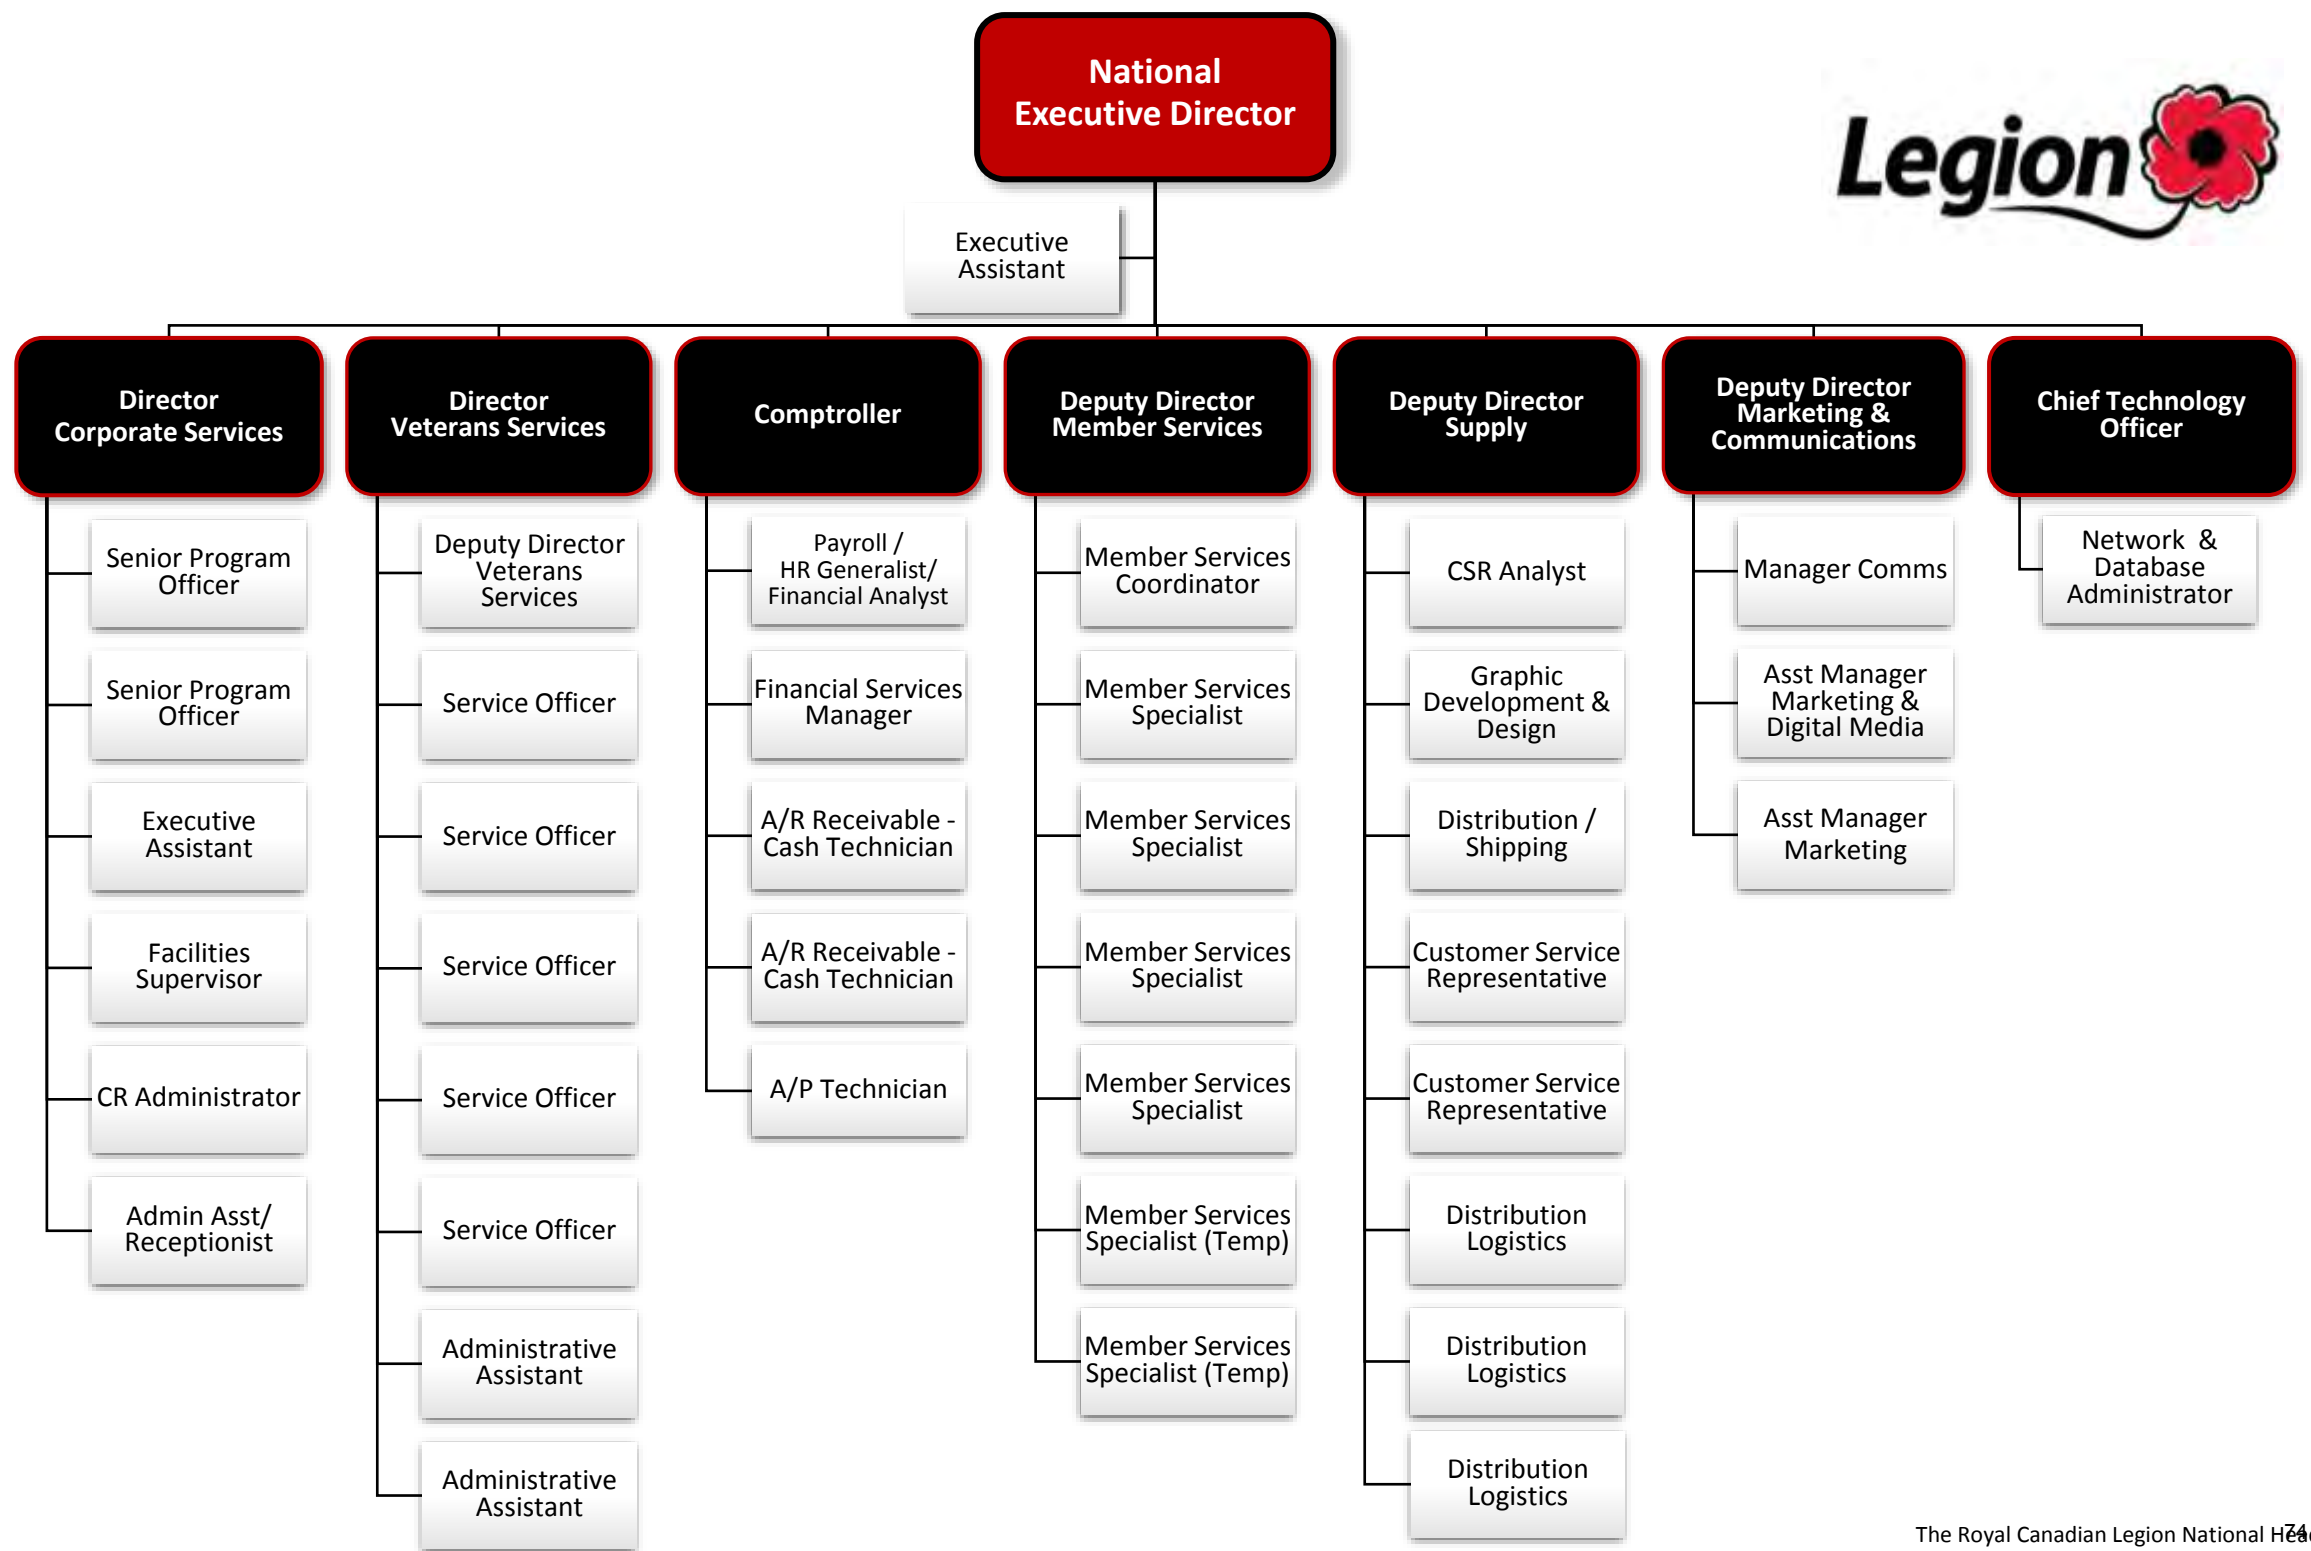 National
Executive Director
Legion
Executive
Assistant
Director
Corporate Services
Director
Veterans Services
Comptroller
Deputy Director
Member Services
Deputy Director
Supply
Deputy Director
Marketing &
Communications
Chief Technology
Officer
Senior Program
Officer
Senior Program
Officer
Executive
Assistant
Facilities
Supervisor
CR Administrator
Admin Asst/
Receptionist
Deputy Director
Veterans
Services
Service Officer
Service Officer
Service Officer
Service Officer
Service Officer
Administrative
Assistant
Administrative
Assistant
Payroll /
HR Generalist/
Financial Analyst
Financial Services
Manager
A/R Receivable -
Cash Technician
A/R Receivable -
Cash Technician
A/P Technician
Member Services
Coordinator
Member Services
Specialist
Member Services
Specialist
Member Services
Specialist
Member Services
Specialist
Member Services
Specialist (Temp)
Member Services
Specialist (Temp)
CSR Analyst
Graphic
Development &
Design
Distribution /
Shipping
Customer Service
Representative
Customer Service
Representative
Distribution
Logistics
Distribution
Logistics
Distribution
Logistics
Manager Comms
Asst Manager
Marketing &
Digital Media
Asst Manager
Marketing
Network &
Database
Administrator
The Royal Canadian Legion National
74